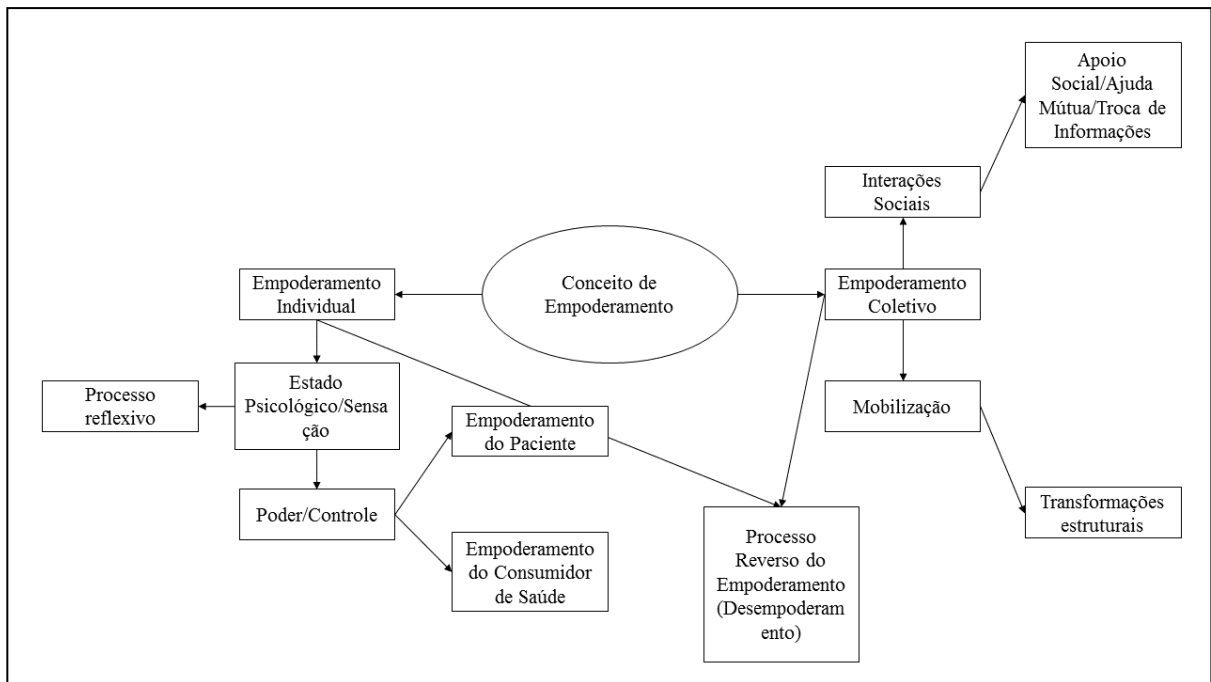 Apoio
Social/Ajuda
Mútua/Troca de
Informações
Interações
Sociais
Empoderamento
Individual
Conceito de
Empoderamento
Empoderamento
Coletivo
Processo
reflexivo
Estado
Psicológico/Sensa
ção
Empoderamento
do Paciente
Mobilização
Poder/Controle
Empoderamento
do Consumidor
de Saúde
Processo
Reverso do
Empoderamento
(Desempoderam
ento)
Transformações
estruturais